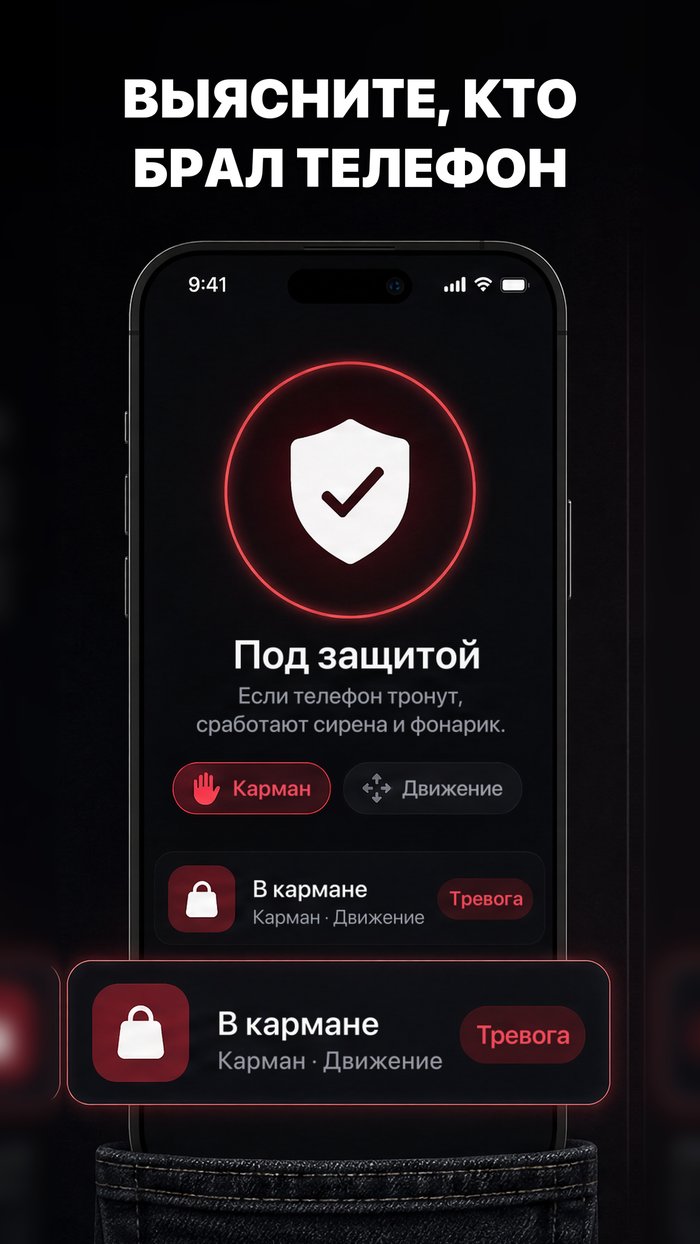 ВЫЯСНИТЕ, КТО
БРАЛ ТЕЛЕФОН
9:41
Под защитой
Если телефон тронут,
сработают сирена и фонарик.
Карман
Движение
В кармане
Тревога
Карман · Движение
В кармане
Тревога
Карман · Движение